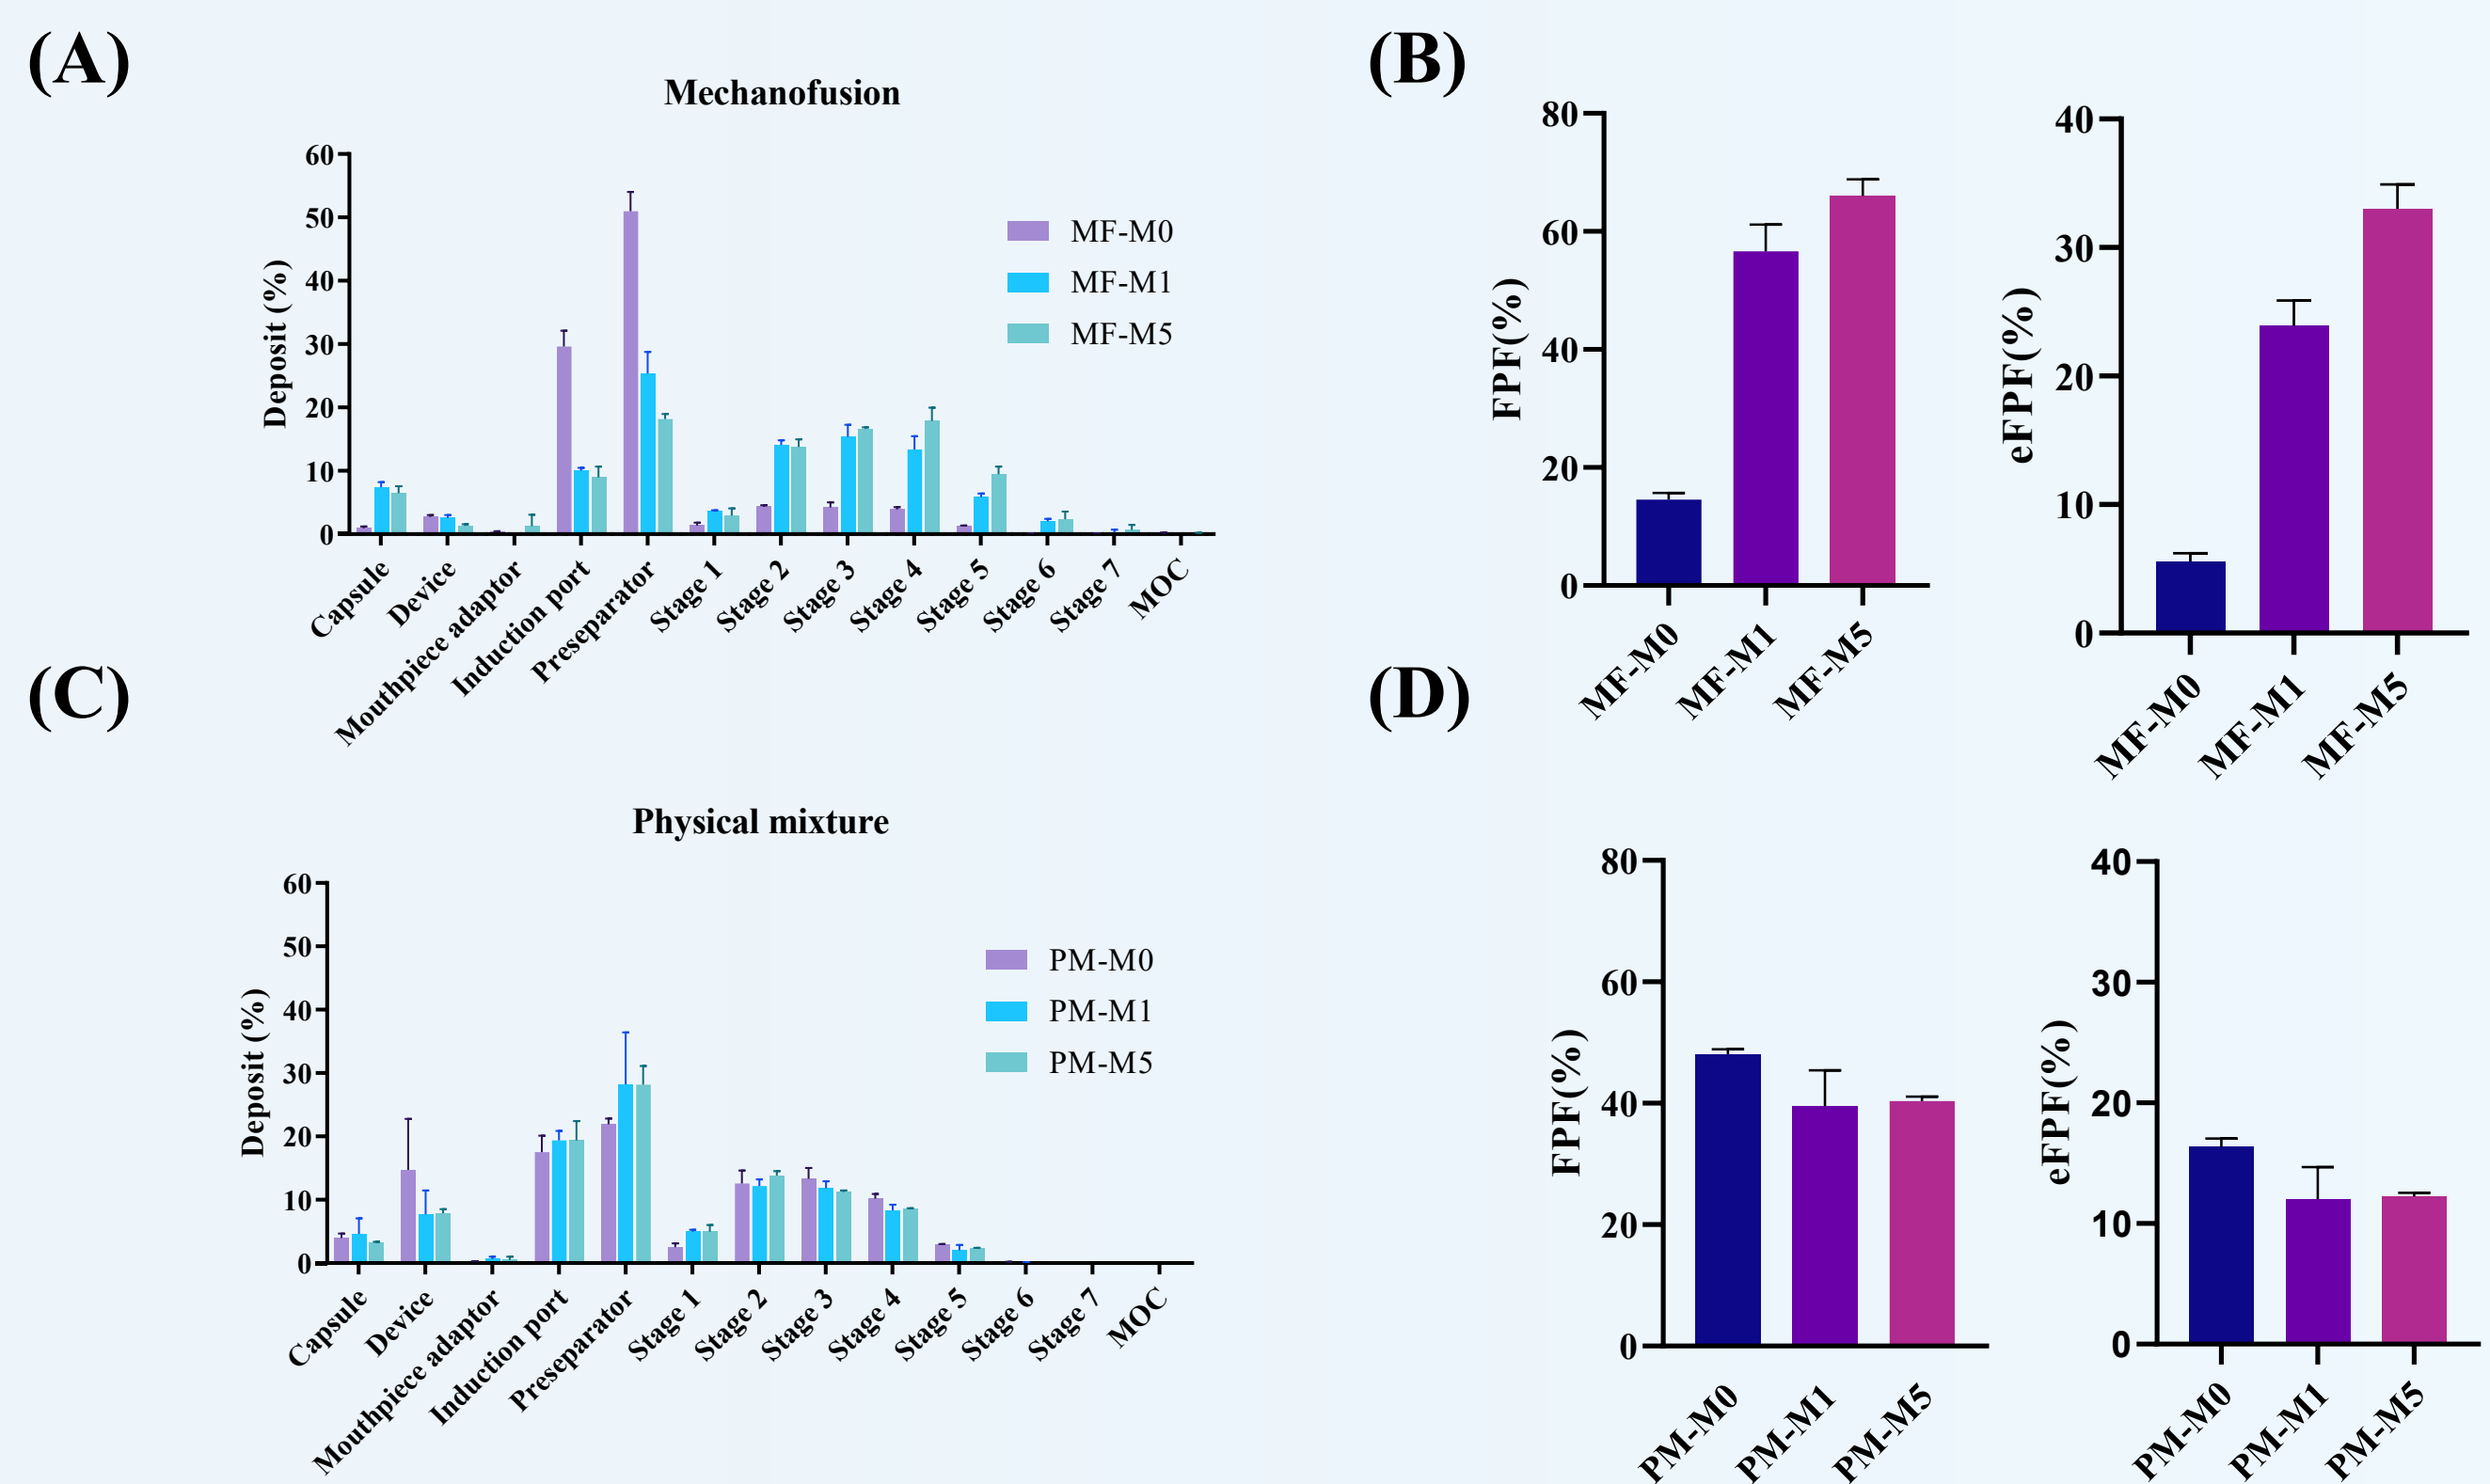 (A)
Mechanofusion
60
50
40
30
20
10
0
Deposit (%)
MF-M0
MF-M1
MF-M5
Capsule
Device
Mouthpiece adaptor
Induction port
Preseparator
Stage 1
Stage 2
Stage 3
Stage 4
Stage 5
Stage 6
Stage 7
MOC
(B)
80
60
40
20
0
FPF(%)
MF-M0
MF-M1
MF-M5
40
30
20
10
0
eFPF(%)
MF-M0
MF-M1
MF-M5
(C)
Physical mixture
60
50
40
30
20
10
0
Deposit (%)
PM-M0
PM-M1
PM-M5
Capsule
Device
Mouthpiece adaptor
Induction port
Preseparator
Stage 1
Stage 2
Stage 3
Stage 4
Stage 5
Stage 6
Stage 7
MOC
(D)
80
60
40
20
0
FPF(%)
PM-M0
PM-M1
PM-M5
40
30
20
10
0
eFPF(%)
PM-M0
PM-M1
PM-M5